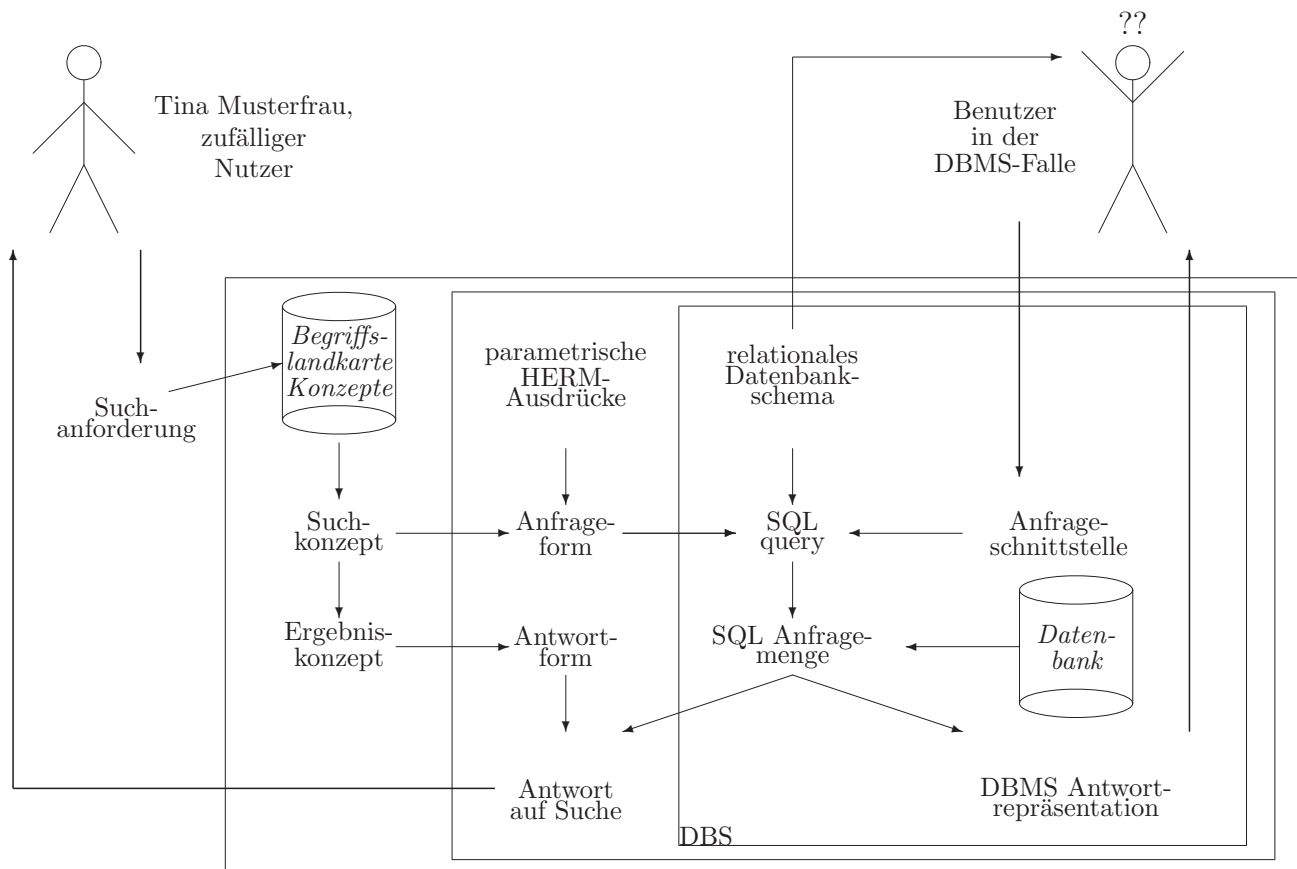 ??
Tina Musterfrau,
zufälliger
Nutzer
Benutzer
in der
DBMS-Falle
Begriffs-
landkarte
Konzepte
parametrische
HERM-
Ausdrücke
relationales
Datenbank-
schema
Such-
anforderung
Such-
konzept
Anfrage-
form
SQL
query
Anfrage-
schnittstelle
Ergebnis-
konzept
Antwort-
form
SQL Anfrage-
menge
Daten-
bank
Antwort
auf Suche
DBMS Antwort-
repräsentation
DBS